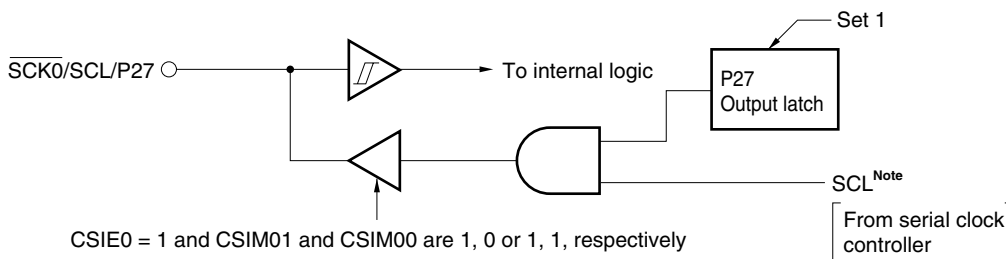 Set 1
S̅C̅K̅0̅/SCL/P27
To internal logic
P27
Output latch
SCL^Note
From serial clock
controller
CSIE0 = 1 and CSIM01 and CSIM00 are 1, 0 or 1, 1, respectively